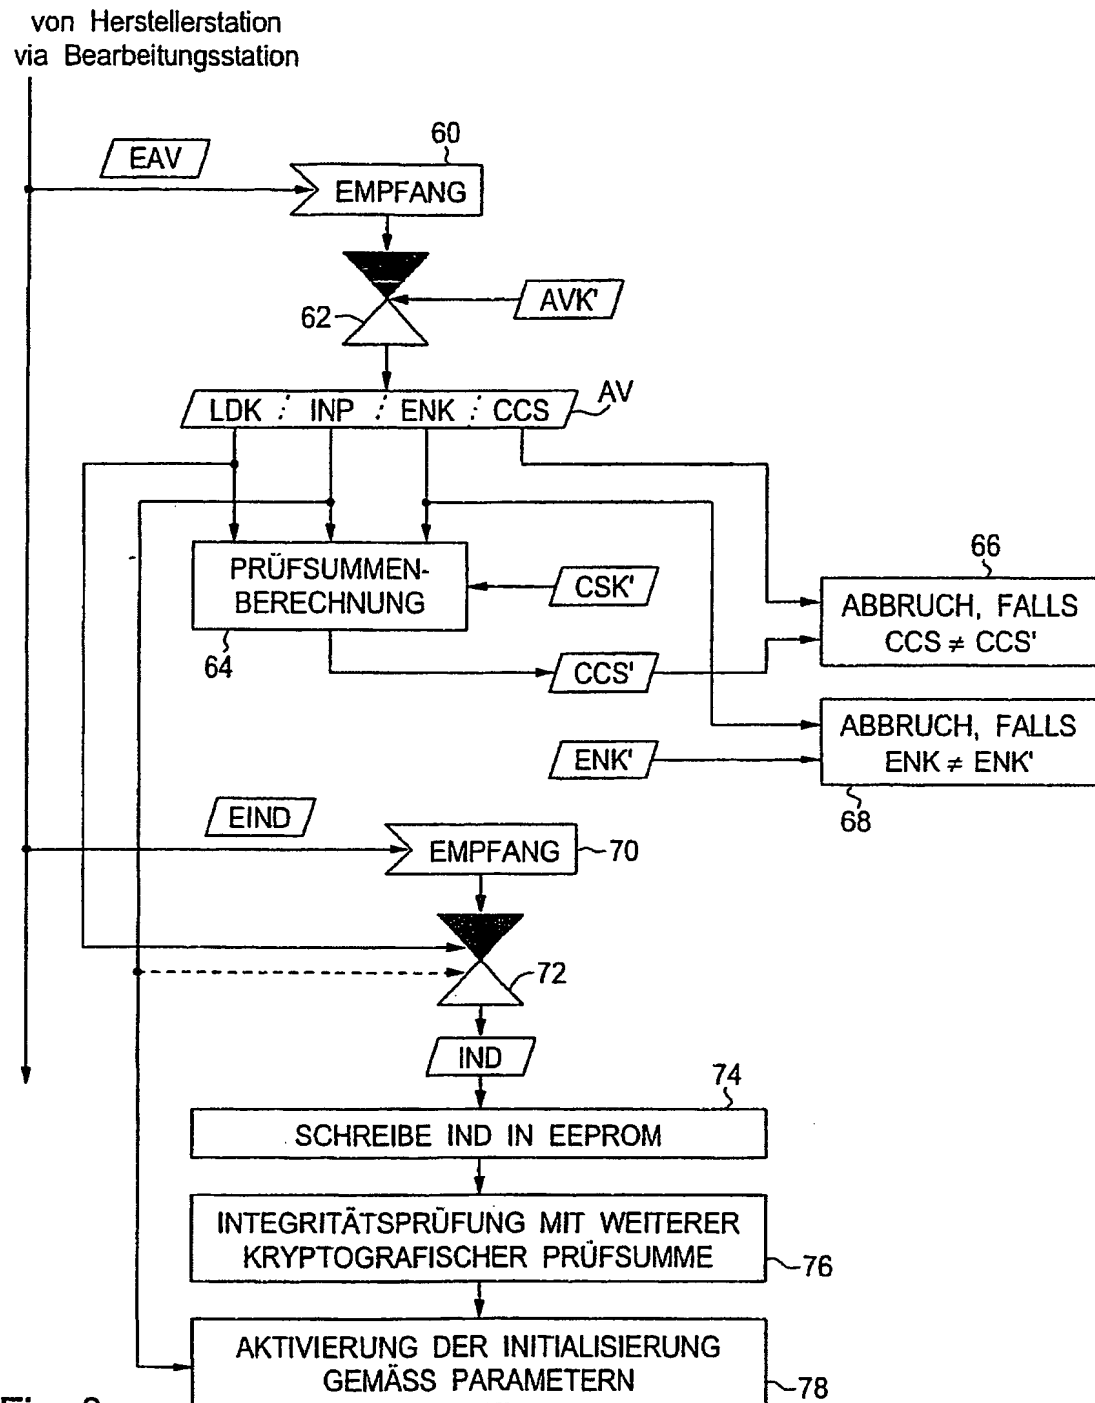 von Herstellerstation
via Bearbeitungsstation
EAV
60
EMPFANG
62
AVK'
LDK INP ENK CCS
AV
PRÜFSUMMEN-
BERECHNUNG
64
CSK'
66
ABBRUCH, FALLS
CCS ≠ CCS'
CCS'
ABBRUCH, FALLS
ENK ≠ ENK'
68
ENK'
EIND
EMPFANG
70
72
IND
74
SCHREIBE IND IN EEPROM
INTEGRITÄTSPRÜFUNG MIT WEITERER
KRYPTOGRAFISCHER PRÜFSUMME
76
AKTIVIERUNG DER INITIALISIERUNG
GEMÄSS PARAMETERN
78